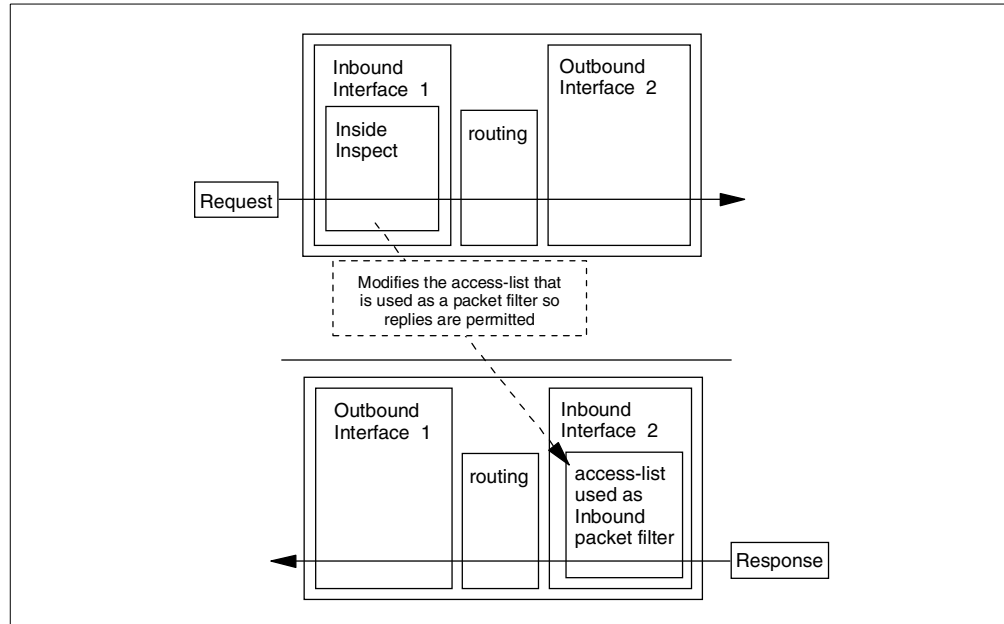 Inbound
Interface 1
Inside
Inspect
routing
Outbound
Interface 2
Request
Modifies the access-list that
is used as a packet filter so
replies are permitted
Outbound
Interface 1
routing
Inbound
Interface 2
access-list
used as
Inbound
packet filter
Response